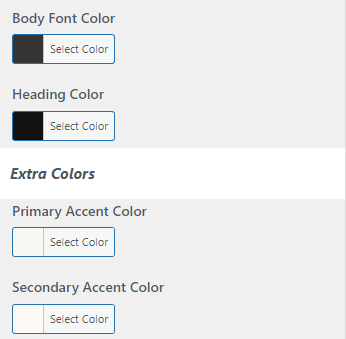 Body Font Color
Select Color
Heading Color
Select Color
Extra Colors
Primary Accent Color
Select Color
Secondary Accent Color
Select Color